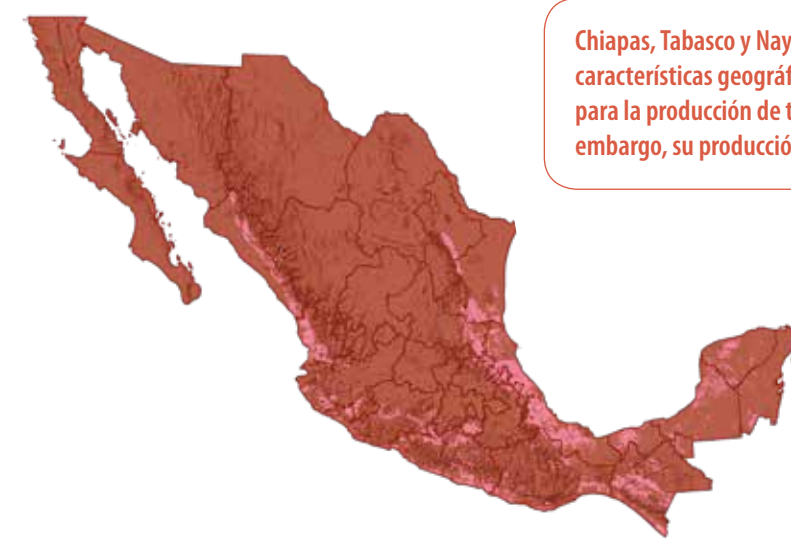 Chiapas, Tabasco y Nay
características geográf
para la producción de t
embargo, su producció